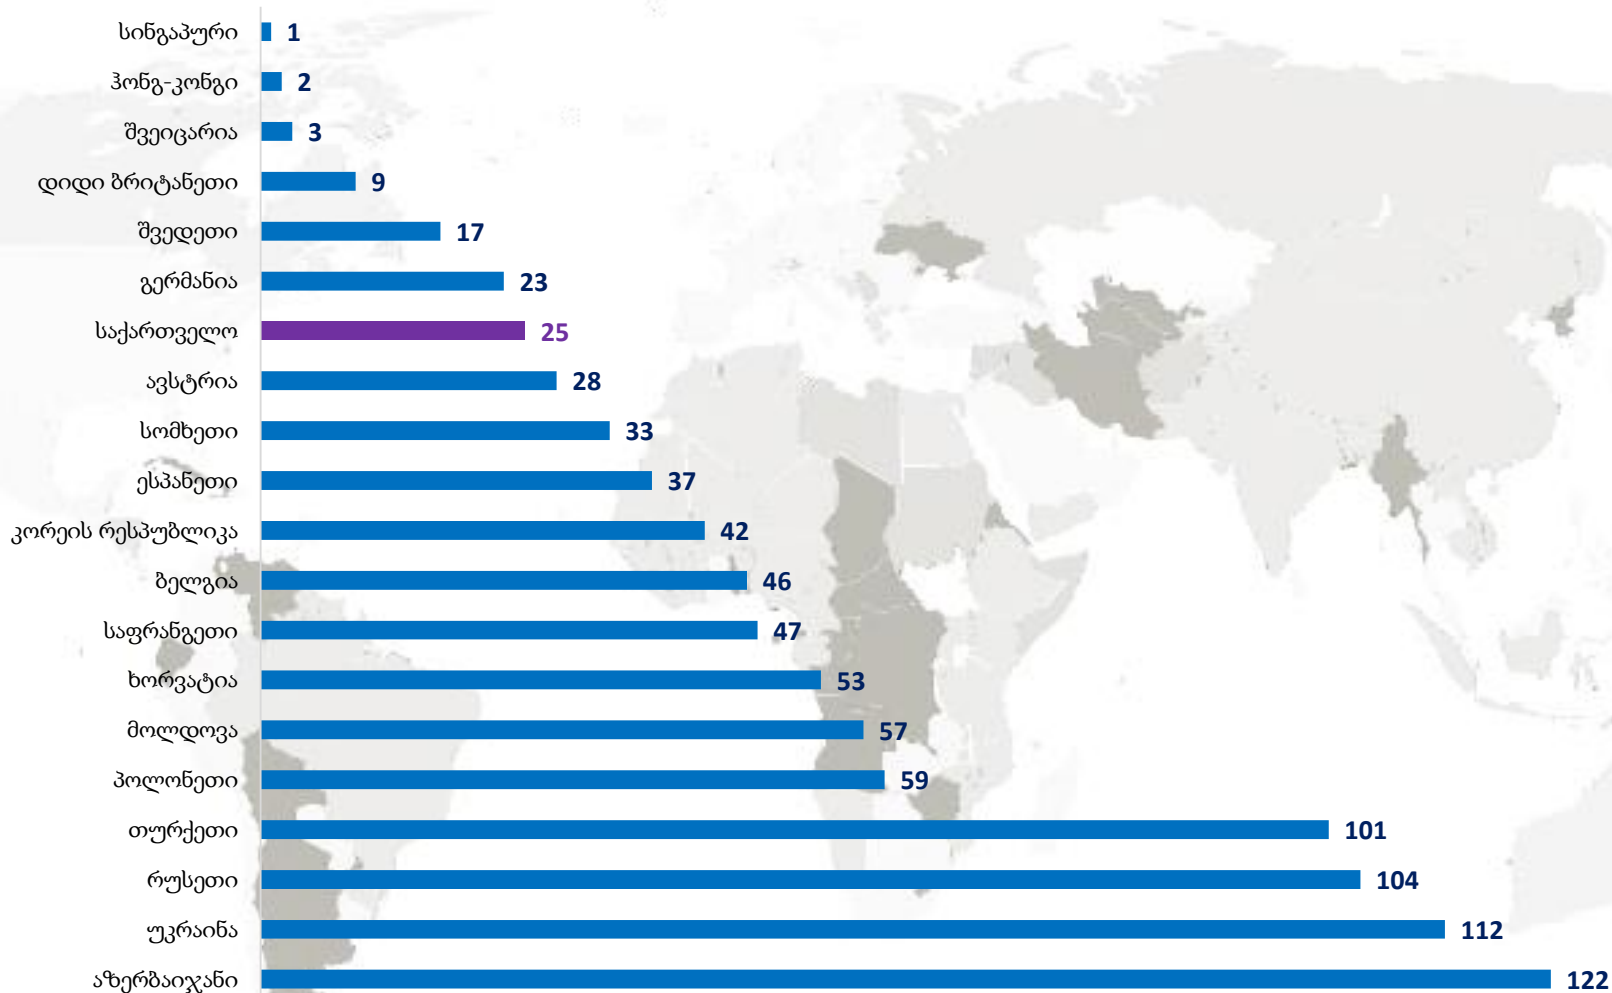 სინგაპური 1
ჰონგ-კონგი 2
შვეიცარია 3
დიდი ბრიტანეთი 9
შვედეთი 17
გერმანია 23
საქართველო 25
ავსტრია 28
სომხეთი 33
ესპანეთი 37
კორეის რესპუბლიკა 42
ბელგია 46
საფრანგეთი 47
ხორვატია 53
მოლდოვა 57
პოლონეთი 59
თურქეთი 101
რუსეთი 104
უკრაინა 112
აზერბაიჯანი 122